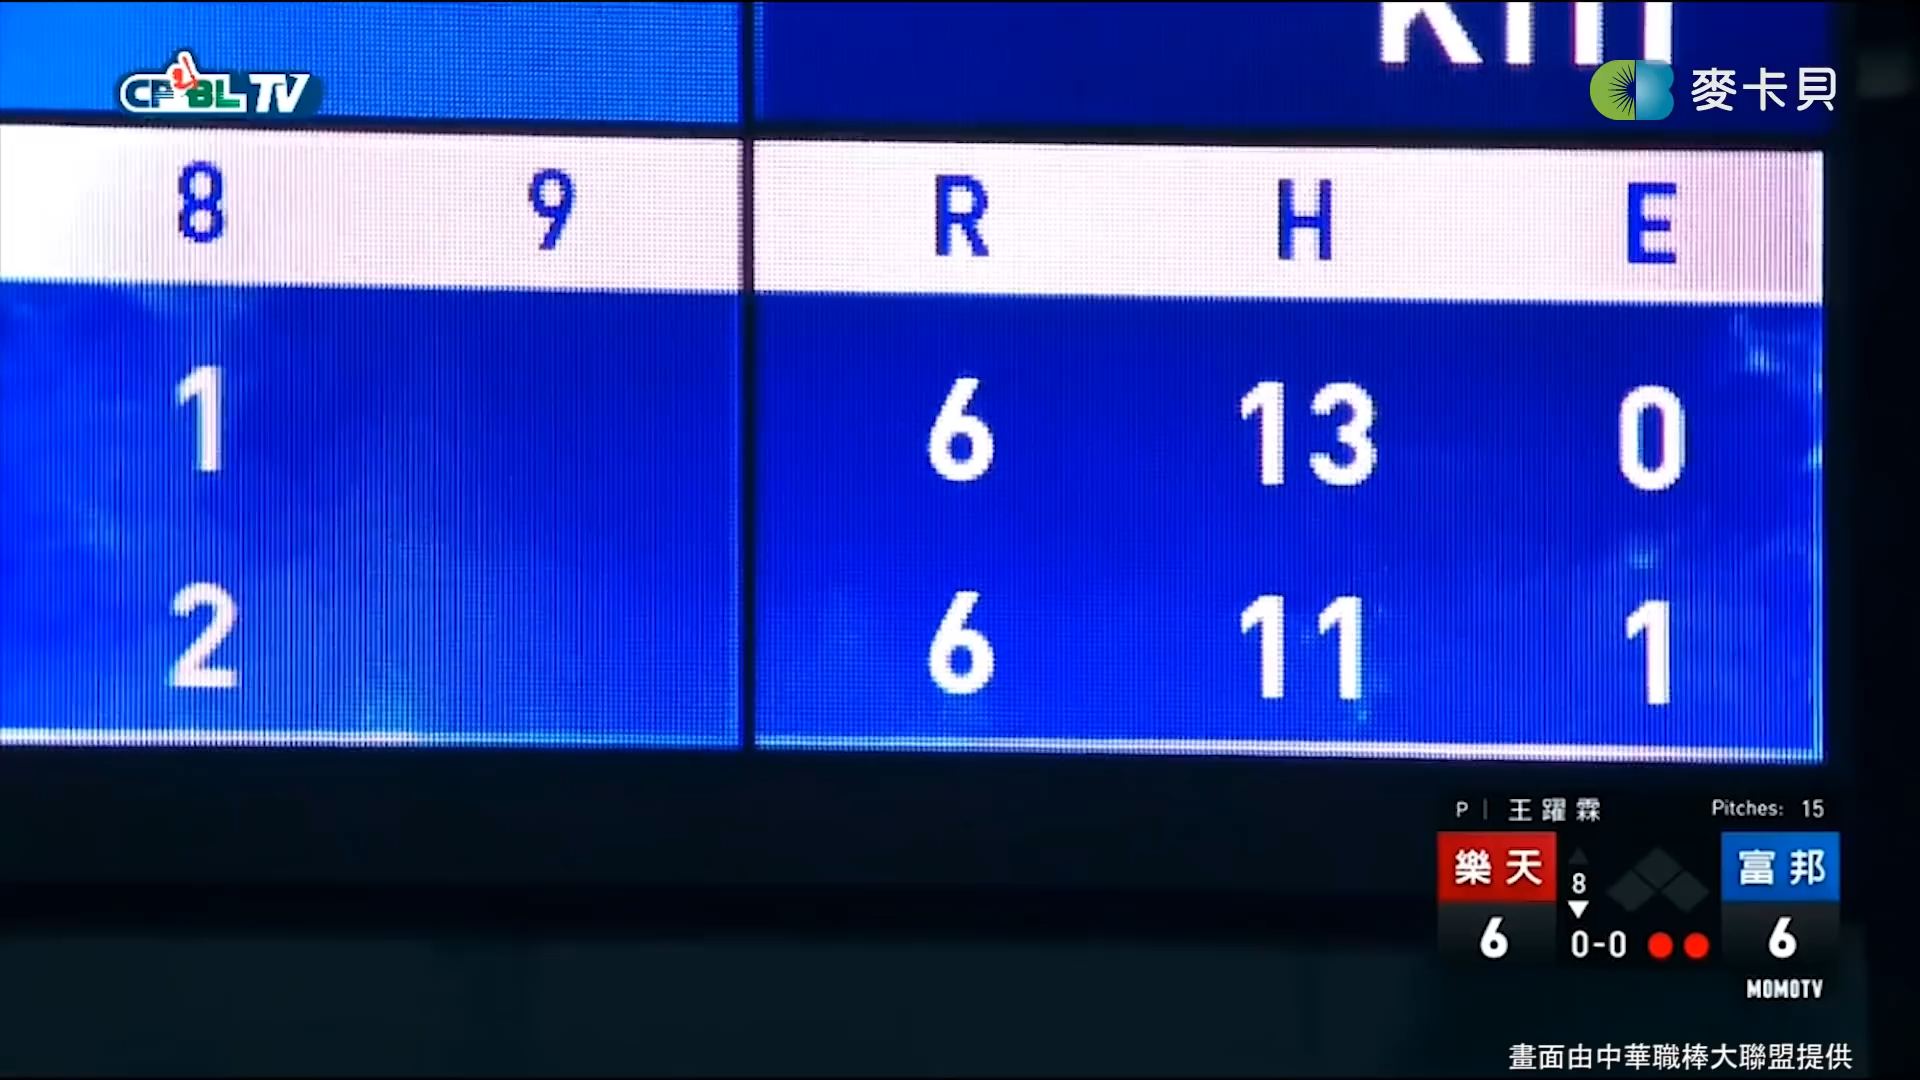 km
CPBL TV
麥卡貝
8 9 R H E
1 6 13 0
2 6 11 1
P | 王躍霖 Pitches: 15
樂天 8 富邦
6 0-0 6
MOMOTV
畫面由中華職棒大聯盟提供